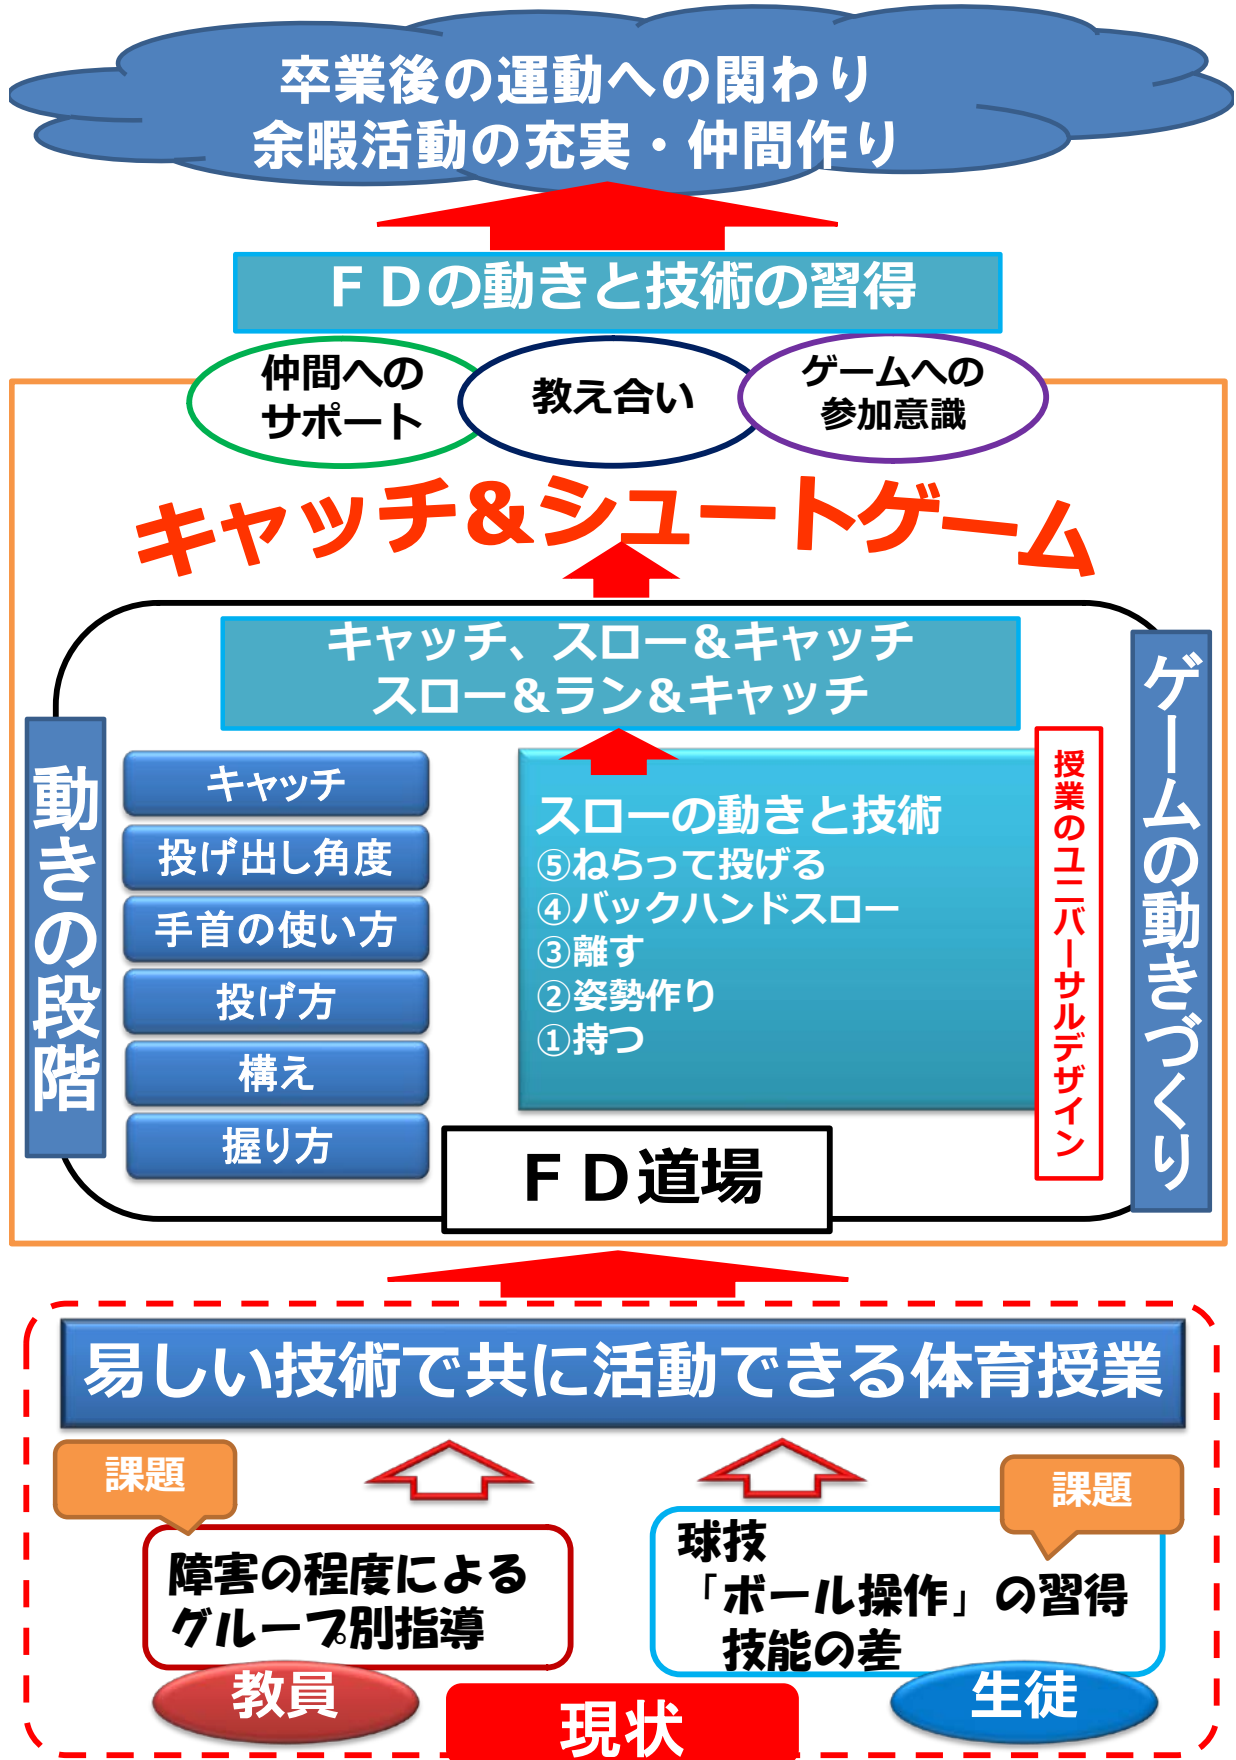 卒業後の運動への関わり
余暇活動の充実・仲間作り
ＦＤの動きと技術の習得
仲間への
サポート
教え合い
ゲームへの
参加意識
キャッチ&シュートゲーム
キャッチ、スロー&キャッチ
スロー&ラン&キャッチ
動きの段階
キャッチ
投げ出し角度
手首の使い方
投げ方
構え
握り方
スローの動きと技術
⑤ねらって投げる
④バックハンドスロー
③離す
②姿勢作り
①持つ
授業のユニバーサルデザイン
ゲームの動きづくり
ＦＤ道場
易しい技術で共に活動できる体育授業
課題
障害の程度による
グループ別指導
教員
課題
球技
「ボール操作」の習得
技能の差
生徒
現状